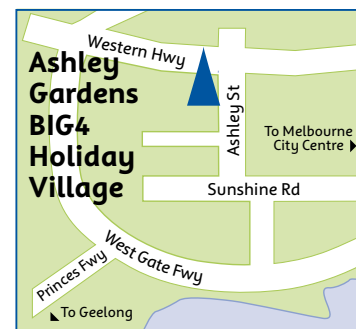 Western Hwy
Ashley
Gardens
BIG4
Holiday
Village
Ashley St
To Melbourne
City Centre
Sunshine Rd
West Gate Fwy
Princes Fwy
To Geelong